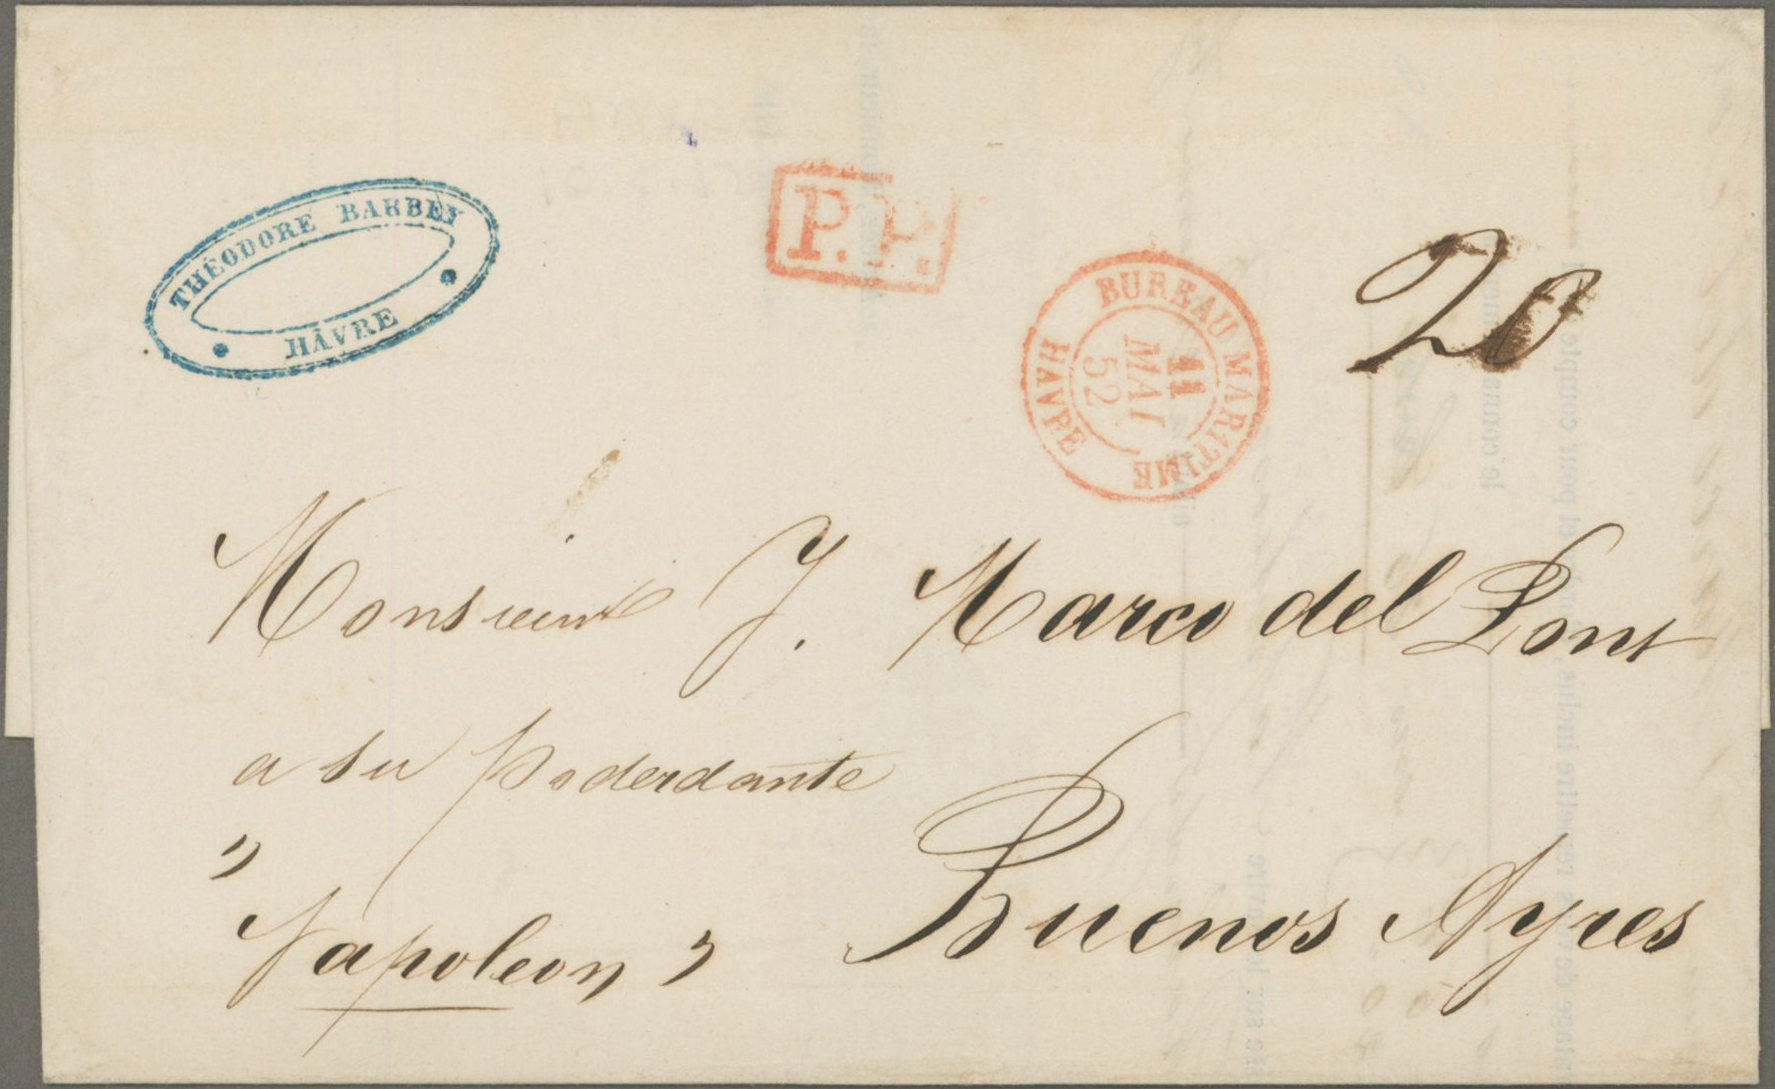 THÉODORE BARBEY
HÂVRE
P.P.
BUREAU MARITIME
HAVRE
11
MAI
52
20
Monsieur J. Marco del Pont
a su poderdante
" Napoleon "
Buenos Ayres